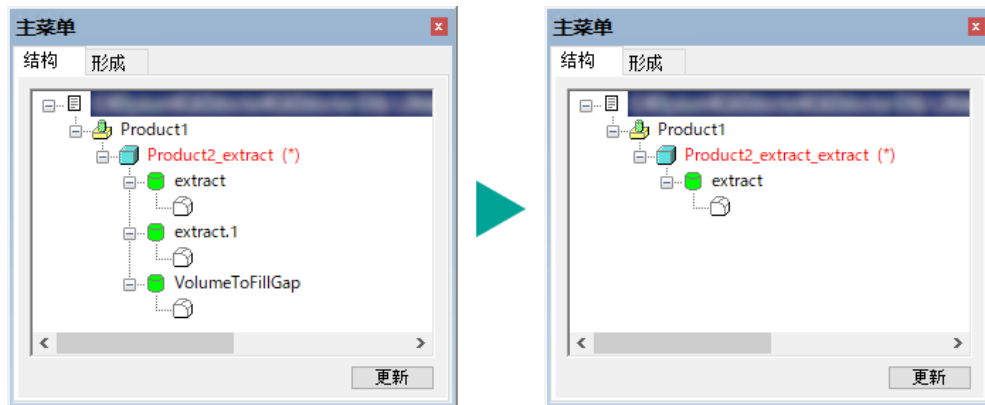 主菜单
结构 形成
Product1
Product2_extract (*)
extract
extract.1
VolumeToFillGap
更新
主菜单
结构 形成
Product1
Product2_extract_extract (*)
extract
更新